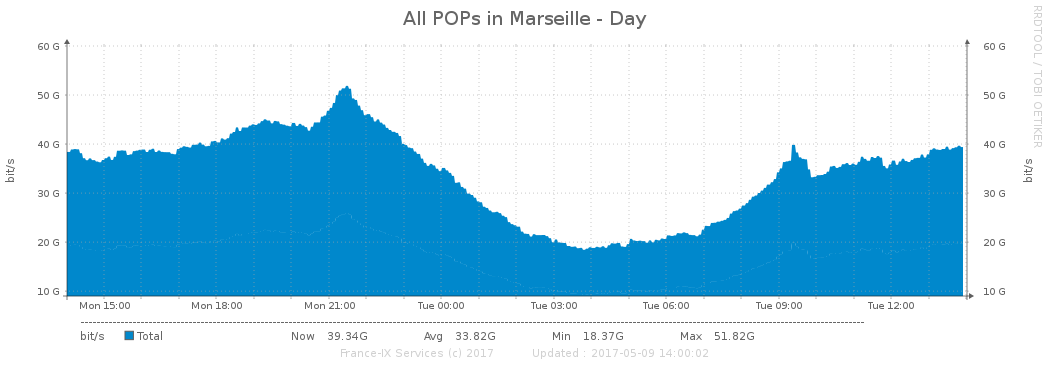 All POPs in Marseille - Day
RRDTOOL / TOBI OETIKER
60 G 60 G
50 G 50 G
40 G 40 G
30 G 30 G
20 G 20 G
10 G 10 G
bit/s bit/s
Mon 15:00 Mon 18:00 Mon 21:00 Tue 00:00 Tue 03:00 Tue 06:00 Tue 09:00 Tue 12:00
bit/s Total Now 39.34G Avg 33.82G Min 18.37G Max 51.82G
France-IX Services (c) 2017 Updated : 2017-05-09 14:00:02